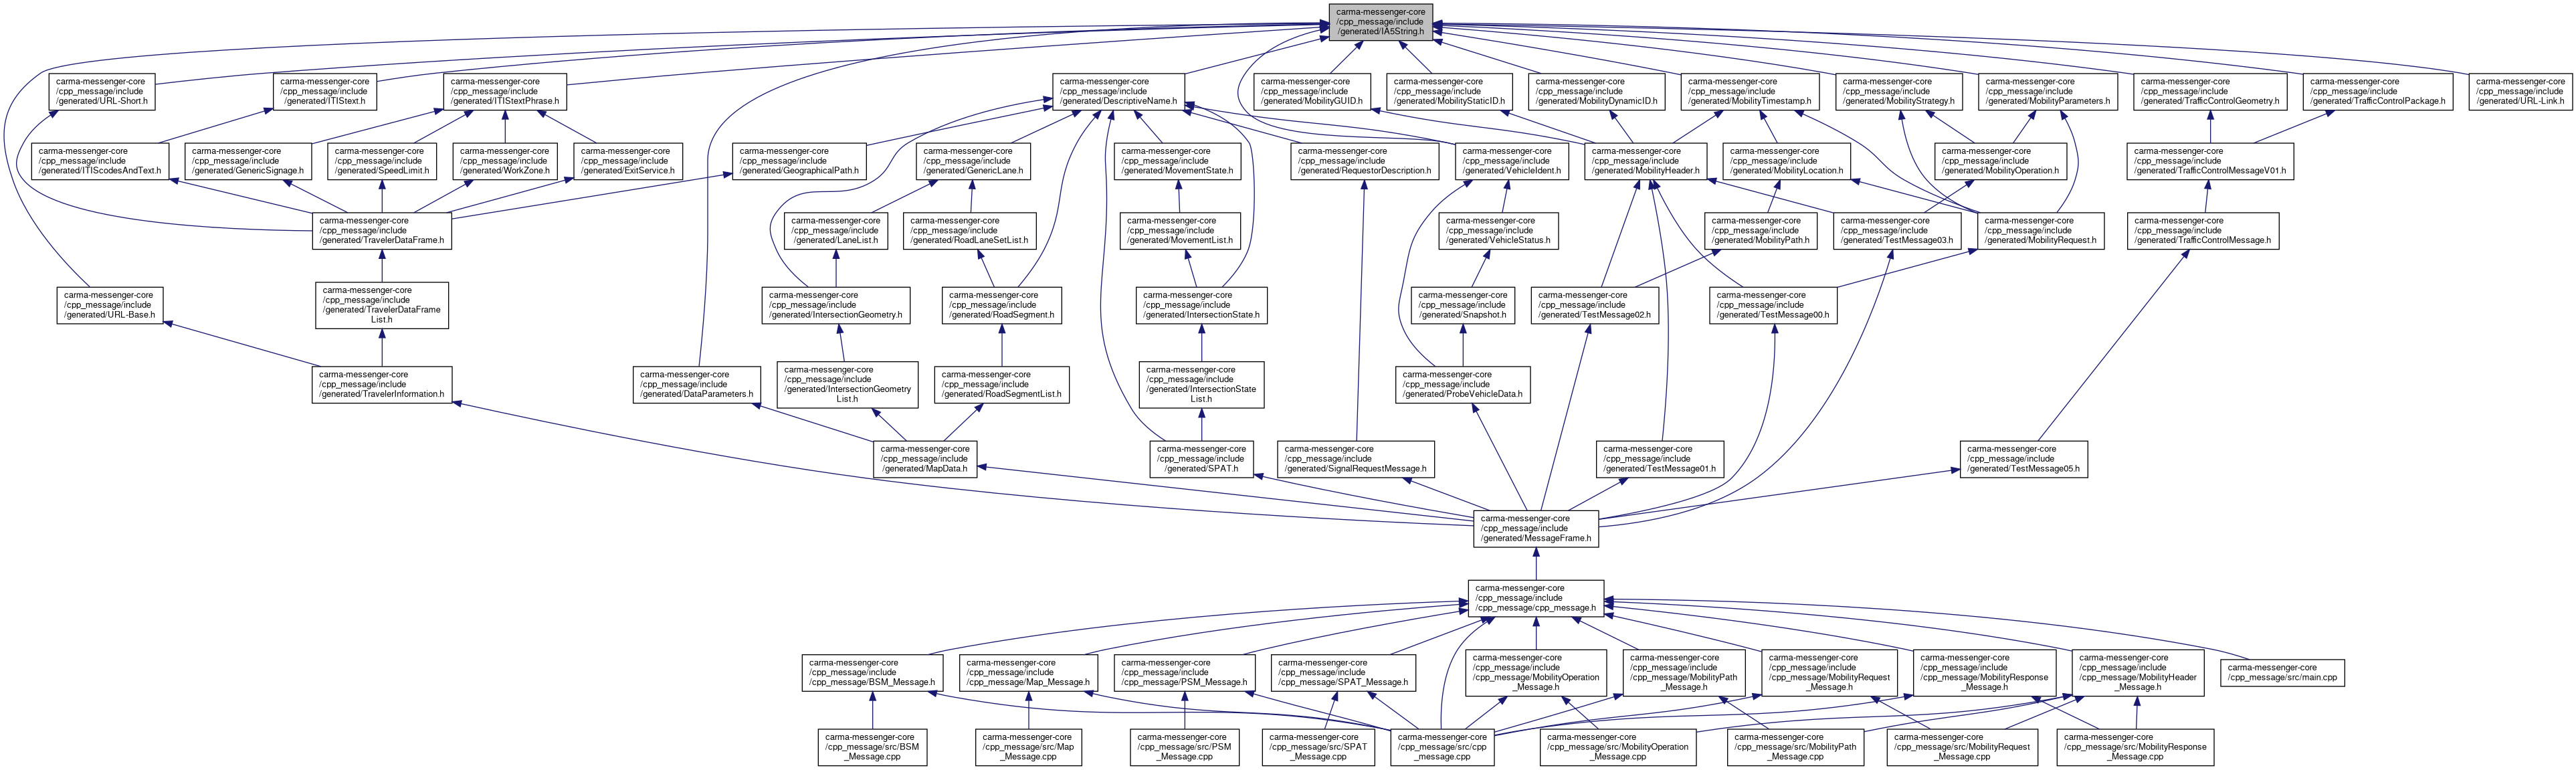 carma-messenger-core
/cpp_message/include
/generated/IA5String.h
carma-messenger-core
/cpp_message/include
/generated/URL-Short.h
carma-messenger-core
/cpp_message/include
/generated/ITIStext.h
carma-messenger-core
/cpp_message/include
/generated/ITIStextPhrase.h
carma-messenger-core
/cpp_message/include
/generated/DescriptiveName.h
carma-messenger-core
/cpp_message/include
/generated/MobilityGUID.h
carma-messenger-core
/cpp_message/include
/generated/MobilityStaticID.h
carma-messenger-core
/cpp_message/include
/generated/MobilityDynamicID.h
carma-messenger-core
/cpp_message/include
/generated/MobilityTimestamp.h
carma-messenger-core
/cpp_message/include
/generated/MobilityStrategy.h
carma-messenger-core
/cpp_message/include
/generated/MobilityParameters.h
carma-messenger-core
/cpp_message/include
/generated/TrafficControlGeometry.h
carma-messenger-core
/cpp_message/include
/generated/TrafficControlPackage.h
carma-messenger-core
/cpp_message/include
/generated/URL-Link.h
carma-messenger-core
/cpp_message/include
/generated/ITIScodesAndText.h
carma-messenger-core
/cpp_message/include
/generated/GenericSignage.h
carma-messenger-core
/cpp_message/include
/generated/SpeedLimit.h
carma-messenger-core
/cpp_message/include
/generated/WorkZone.h
carma-messenger-core
/cpp_message/include
/generated/ExitService.h
carma-messenger-core
/cpp_message/include
/generated/GeographicalPath.h
carma-messenger-core
/cpp_message/include
/generated/GenericLane.h
carma-messenger-core
/cpp_message/include
/generated/MovementState.h
carma-messenger-core
/cpp_message/include
/generated/RequestorDescription.h
carma-messenger-core
/cpp_message/include
/generated/VehicleIdent.h
carma-messenger-core
/cpp_message/include
/generated/MobilityHeader.h
carma-messenger-core
/cpp_message/include
/generated/MobilityLocation.h
carma-messenger-core
/cpp_message/include
/generated/MobilityOperation.h
carma-messenger-core
/cpp_message/include
/generated/TrafficControlMessageV01.h
carma-messenger-core
/cpp_message/include
/generated/TravelerDataFrame.h
carma-messenger-core
/cpp_message/include
/generated/LaneList.h
carma-messenger-core
/cpp_message/include
/generated/RoadLaneSetList.h
carma-messenger-core
/cpp_message/include
/generated/MovementList.h
carma-messenger-core
/cpp_message/include
/generated/VehicleStatus.h
carma-messenger-core
/cpp_message/include
/generated/MobilityPath.h
carma-messenger-core
/cpp_message/include
/generated/TestMessage03.h
carma-messenger-core
/cpp_message/include
/generated/MobilityRequest.h
carma-messenger-core
/cpp_message/include
/generated/TrafficControlMessage.h
carma-messenger-core
/cpp_message/include
/generated/URL-Base.h
carma-messenger-core
/cpp_message/include
/generated/TravelerDataFrame
List.h
carma-messenger-core
/cpp_message/include
/generated/IntersectionGeometry.h
carma-messenger-core
/cpp_message/include
/generated/RoadSegment.h
carma-messenger-core
/cpp_message/include
/generated/IntersectionState.h
carma-messenger-core
/cpp_message/include
/generated/Snapshot.h
carma-messenger-core
/cpp_message/include
/generated/TestMessage02.h
carma-messenger-core
/cpp_message/include
/generated/TestMessage00.h
carma-messenger-core
/cpp_message/include
/generated/TravelerInformation.h
carma-messenger-core
/cpp_message/include
/generated/DataParameters.h
carma-messenger-core
/cpp_message/include
/generated/IntersectionGeometry
List.h
carma-messenger-core
/cpp_message/include
/generated/RoadSegmentList.h
carma-messenger-core
/cpp_message/include
/generated/IntersectionState
List.h
carma-messenger-core
/cpp_message/include
/generated/ProbeVehicleData.h
carma-messenger-core
/cpp_message/include
/generated/MapData.h
carma-messenger-core
/cpp_message/include
/generated/SPAT.h
carma-messenger-core
/cpp_message/include
/generated/SignalRequestMessage.h
carma-messenger-core
/cpp_message/include
/generated/TestMessage01.h
carma-messenger-core
/cpp_message/include
/generated/TestMessage05.h
carma-messenger-core
/cpp_message/include
/generated/MessageFrame.h
carma-messenger-core
/cpp_message/include
/cpp_message/cpp_message.h
carma-messenger-core
/cpp_message/include
/cpp_message/BSM_Message.h
carma-messenger-core
/cpp_message/include
/cpp_message/Map_Message.h
carma-messenger-core
/cpp_message/include
/cpp_message/PSM_Message.h
carma-messenger-core
/cpp_message/include
/cpp_message/SPAT_Message.h
carma-messenger-core
/cpp_message/include
/cpp_message/MobilityOperation
_Message.h
carma-messenger-core
/cpp_message/include
/cpp_message/MobilityPath
_Message.h
carma-messenger-core
/cpp_message/include
/cpp_message/MobilityRequest
_Message.h
carma-messenger-core
/cpp_message/include
/cpp_message/MobilityResponse
_Message.h
carma-messenger-core
/cpp_message/include
/cpp_message/MobilityHeader
_Message.h
carma-messenger-core
/cpp_message/src/main.cpp
carma-messenger-core
/cpp_message/src/BSM
_Message.cpp
carma-messenger-core
/cpp_message/src/Map
_Message.cpp
carma-messenger-core
/cpp_message/src/PSM
_Message.cpp
carma-messenger-core
/cpp_message/src/SPAT
_Message.cpp
carma-messenger-core
/cpp_message/src/cpp
_message.cpp
carma-messenger-core
/cpp_message/src/MobilityOperation
_Message.cpp
carma-messenger-core
/cpp_message/src/MobilityPath
_Message.cpp
carma-messenger-core
/cpp_message/src/MobilityRequest
_Message.cpp
carma-messenger-core
/cpp_message/src/MobilityResponse
_Message.cpp